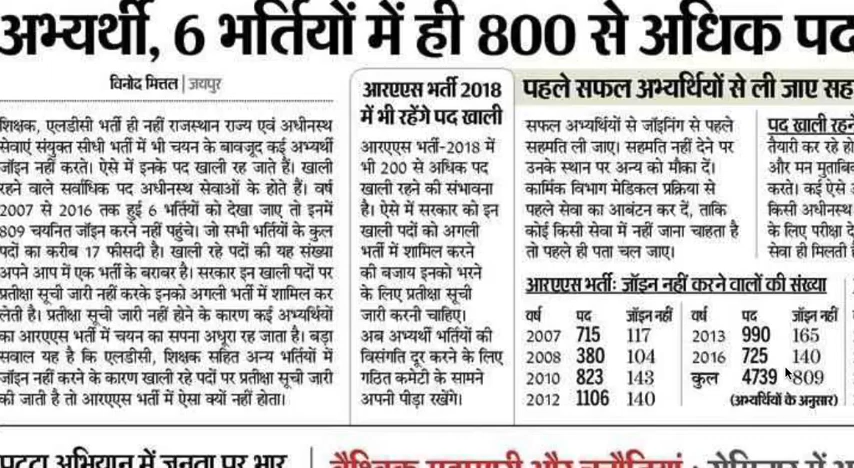 अभ्यर्थी, 6 भर्तियों में ही 800 से अधिक पद
विनोद मित्तल | जयपुर
शिक्षक, एलडीसी भर्ती ही नहीं राजस्थान राज्य एवं अधीनस्थ
सेवाएं संयुक्त सीधी भर्ती में भी चयन के बावजूद कई अभ्यर्थी
जॉइन नहीं करते। ऐसे में इनके पद खाली रह जाते हैं। खाली
रहने वाले सर्वाधिक पद अधीनस्थ सेवाओं के होते हैं। वर्ष
2007 से 2016 तक हुई 6 भर्तियों को देखा जाए तो इनमें
809 चयनित जॉइन करने नहीं पहुंचे। जो सभी भर्तियों के कुल
पदों का करीब 17 फीसदी है। खाली रहे पदों की यह संख्या
अपने आप में एक भर्ती के बराबर है। सरकार इन खाली पदों पर
प्रतीक्षा सूची जारी नहीं करके इनको अगली भर्ती में शामिल कर
लेती है। प्रतीक्षा सूची जारी नहीं होने के कारण कई अभ्यर्थियों
का आरएएस भर्ती में चयन का सपना अधूरा रह जाता है। बड़ा
सवाल यह है कि एलडीसी, शिक्षक सहित अन्य भर्तियों में
जॉइन नहीं करने के कारण खाली रहे पदों पर प्रतीक्षा सूची जारी
की जाती है तो आरएएस भर्ती में ऐसा क्यों नहीं होता।
आरएएस भर्ती 2018
में भी रहेंगे पद खाली
आरएएस भर्ती-2018 में
भी 200 से अधिक पद
खाली रहने की संभावना
है। ऐसे में सरकार को इन
खाली पदों को अगली
भर्ती में शामिल करने
की बजाय इनको भरने
के लिए प्रतीक्षा सूची
जारी करनी चाहिए।
अब अभ्यर्थी भर्तियों की
विसंगति दूर करने के लिए
गठित कमेटी के सामने
अपनी पीड़ा रखेंगे।
पहले सफल अभ्यर्थियों से ली जाए सह
सफल अभ्यर्थियों से जॉइनिंग से पहले
सहमति ली जाए। सहमति नहीं देने पर
उनके स्थान पर अन्य को मौका दें।
कार्मिक विभाग मेडिकल प्रक्रिया से
पहले सेवा का आबंटन कर दें, ताकि
कोई किसी सेवा में नहीं जाना चाहता है
तो पहले ही पता चल जाए।
पद खाली रहने
तैयारी कर रहे हो
और मन मुताबि
करते। कई ऐसे
किसी अधीनस्थ
के लिए परीक्षा दे
सेवा ही मिलती
आरएएस भर्ती: जॉइन नहीं करने वालों की संख्या
वर्ष पद जॉइन नहीं वर्ष पद जॉइन नहीं
2007 715 117 2013 990 165
2008 380 104 2016 725 140
2010 823 143 कुल 4739 809
2012 1106 140 (अभ्यर्थियों के अनुसार)